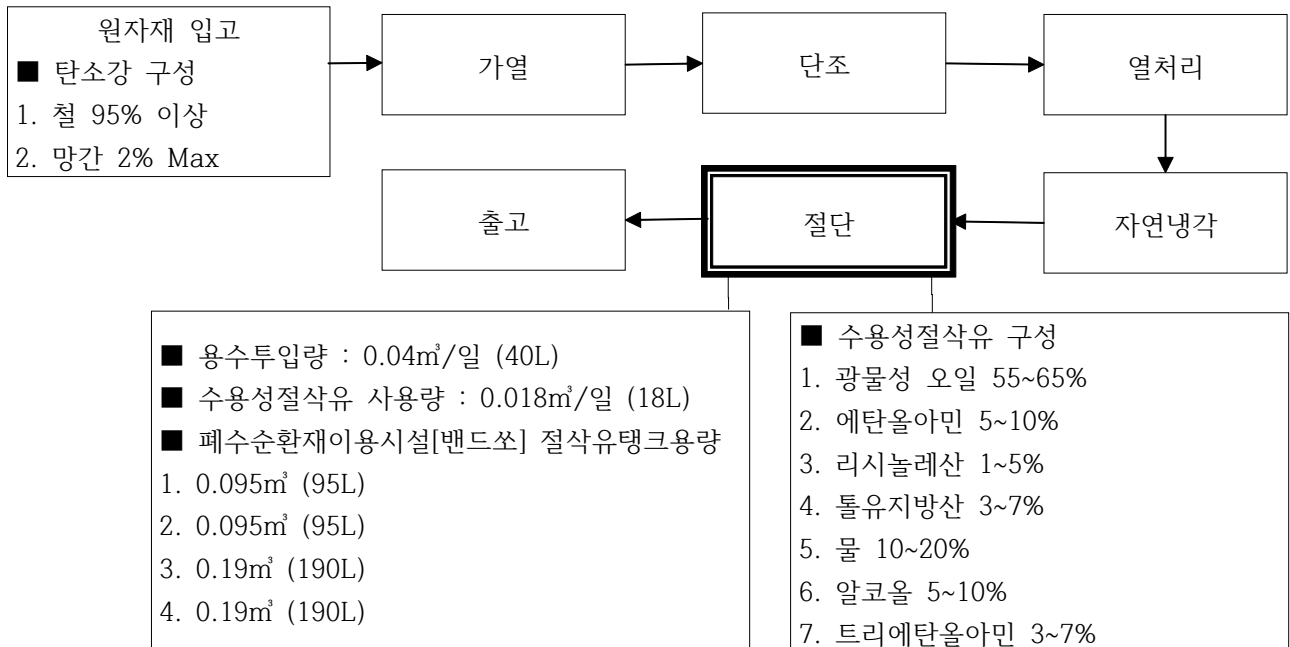 원자재 입고
■ 탄소강 구성
1. 철 95% 이상
2. 망간 2% Max
가열
단조
열처리
출고
절단
자연냉각
■ 용수투입량 : 0.04㎥/일 (40L)
■ 수용성절삭유 사용량 : 0.018㎥/일 (18L)
■ 폐수순환재이용시설[밴드쏘] 절삭유탱크용량
1. 0.095㎥ (95L)
2. 0.095㎥ (95L)
3. 0.19㎥ (190L)
4. 0.19㎥ (190L)
■ 수용성절삭유 구성
1. 광물성 오일 55~65%
2. 에탄올아민 5~10%
3. 리시놀레산 1~5%
4. 톨유지방산 3~7%
5. 물 10~20%
6. 알코올 5~10%
7. 트리에탄올아민 3~7%